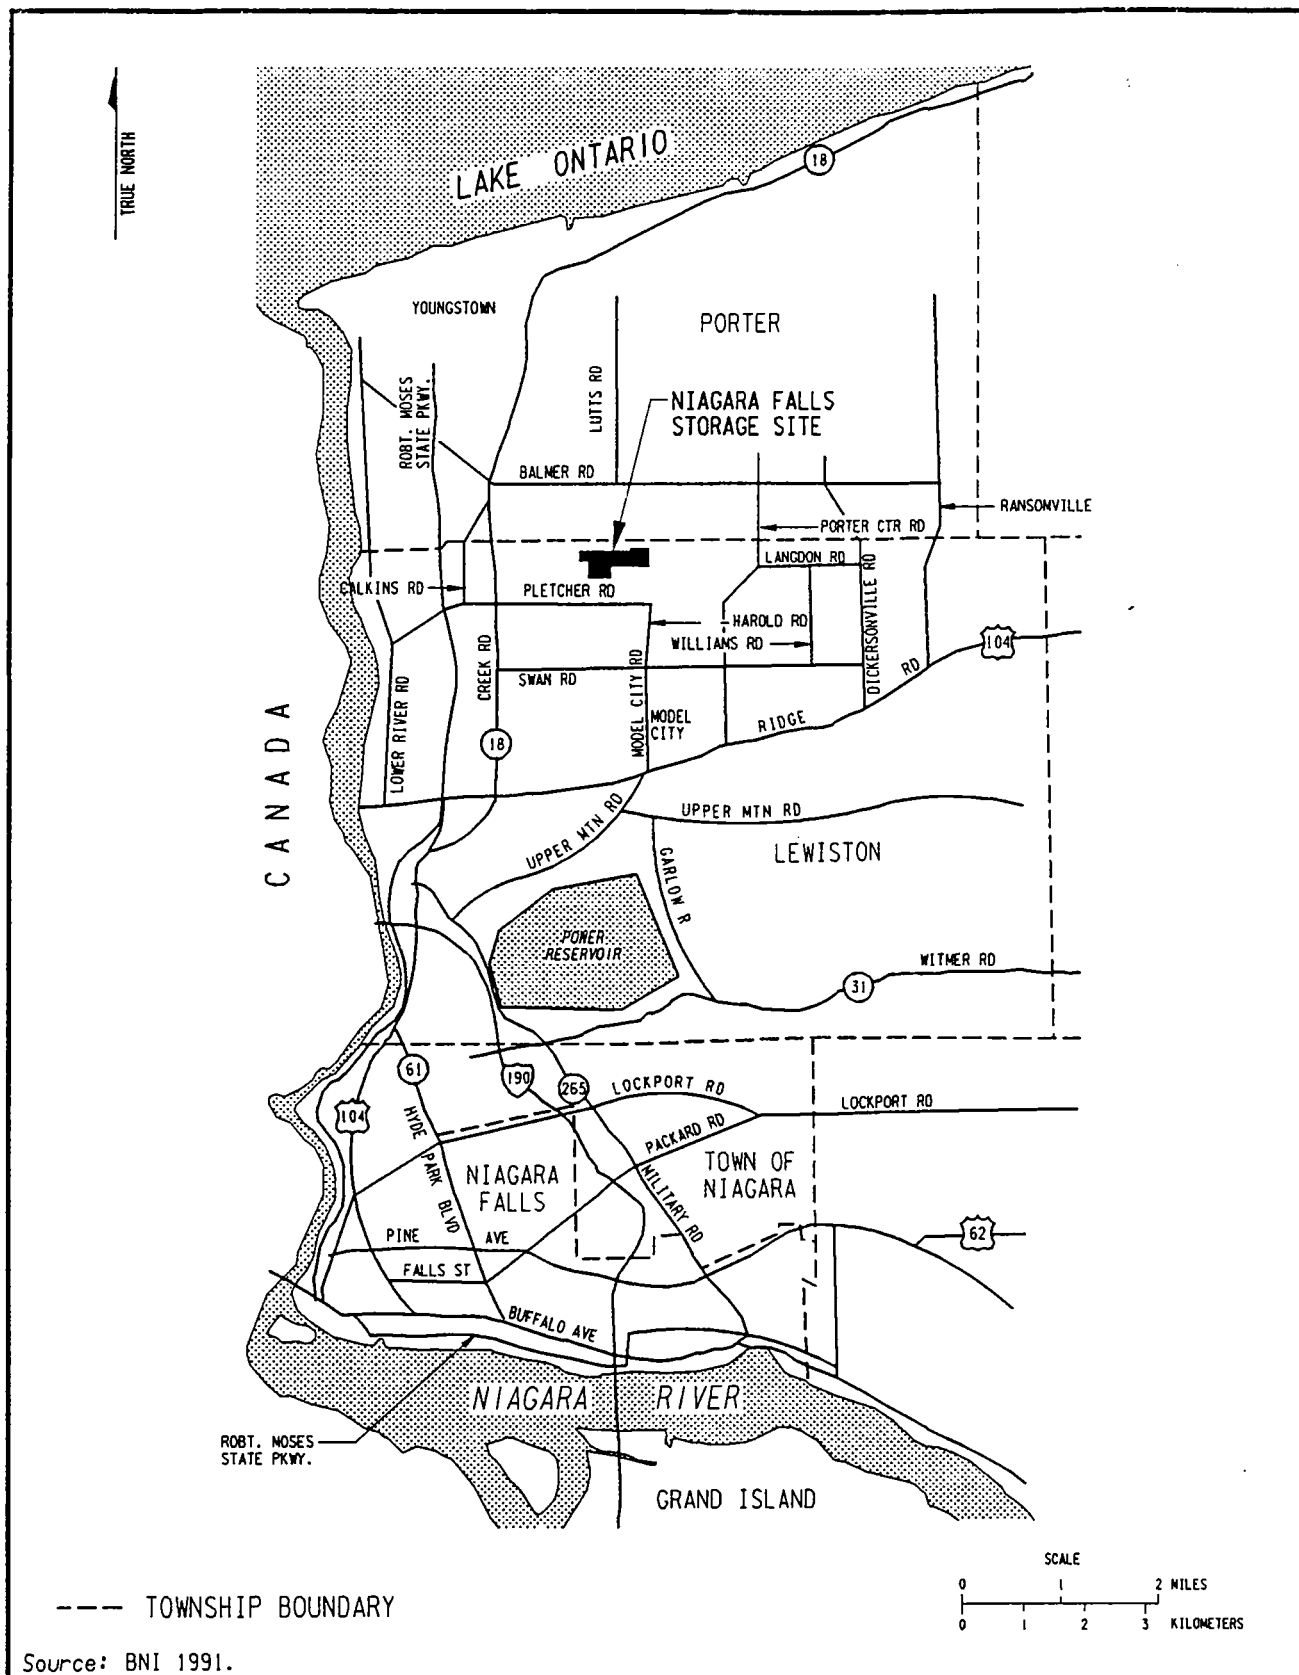 TRUE NORTH
LAKE ONTARIO
18
YOUNGSTOWN
PORTER
ROBT. MOSES
STATE PKWY.
LUTTS RD
NIAGARA FALLS
STORAGE SITE
BALMER RD
RANSONVILLE
PORTER CTR RD
LANGDON RD
CALKINS RD
PLETCHER RD
HAROLD RD
WILLIANS RD
DICKERSONVILLE RD
104
CREEK RD
SWAN RD
MODEL CITY RD
MODEL
CITY
RIDGE RD
LOWER RIVER RD
18
CANADA
UPPER MTN RD
UPPER MTN RD
LEWISTON
GARLOW R
POWER
RESERVOIR
WITMER RD
31
61
190
265
LOCKPORT RD
LOCKPORT RD
104
HYDE PARK BLVD
PACKARD RD
NIAGARA
FALLS
TOWN OF
NIAGARA
MILITARY RD
PINE AVE
62
FALLS ST
BUFFALO AVE
NIAGARA RIVER
ROBT. MOSES
STATE PKWY.
GRAND ISLAND
SCALE
0 1 2 MILES
0 1 2 3 KILOMETERS
--- TOWNSHIP BOUNDARY
Source: BNI 1991.